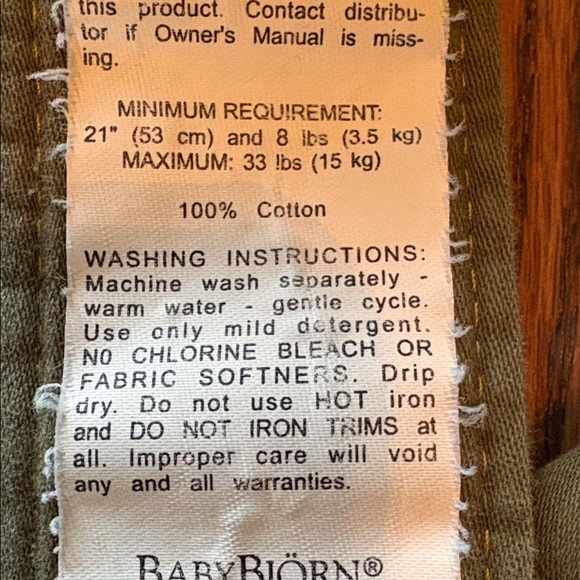 this product. Contact distribu-
tor if Owner's Manual is miss-
ing.
MINIMUM REQUIREMENT:
21" (53 cm) and 8 lbs (3.5 kg)
MAXIMUM: 33 lbs (15 kg)
100% Cotton
WASHING INSTRUCTIONS:
Machine wash separately -
warm water - gentle cycle.
Use only mild detergent.
NO CHLORINE BLEACH OR
FABRIC SOFTNERS. Drip
dry. Do not use HOT iron
and DO NOT IRON TRIMS at
all. Improper care will void
any and all warranties.
BABYBJÖRN®